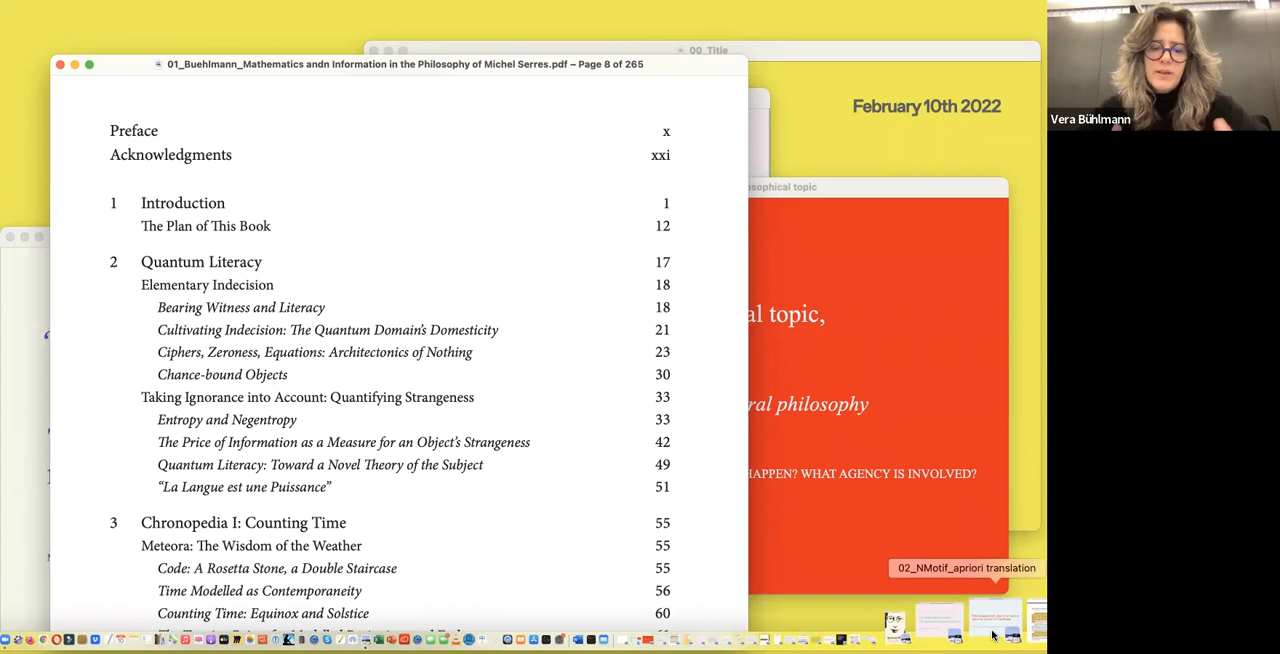 00_Title
01_Buehlmann_Mathematics andn Information in the Philosophy of Michel Serres.pdf – Page 8 of 265
February 10th 2022
Vera Bühlmann
Preface x
Acknowledgments xxi
1 Introduction 1
The Plan of This Book 12
2 Quantum Literacy 17
Elementary Indecision 18
Bearing Witness and Literacy 18
Cultivating Indecision: The Quantum Domain’s Domesticity 21
Ciphers, Zeroness, Equations: Architectonics of Nothing 23
Chance-bound Objects 30
Taking Ignorance into Account: Quantifying Strangeness 33
Entropy and Negentropy 33
The Price of Information as a Measure for an Object’s Strangeness 42
Quantum Literacy: Toward a Novel Theory of the Subject 49
“La Langue est une Puissance” 51
3 Chronopedia I: Counting Time 55
Meteora: The Wisdom of the Weather 55
Code: A Rosetta Stone, a Double Staircase 55
Time Modelled as Contemporaneity 56
Counting Time: Equinox and Solstice 60
osophical topic
al topic,
ral philosophy
HAPPEN? WHAT AGENCY IS INVOLVED?
02_NMotif_apriori translation